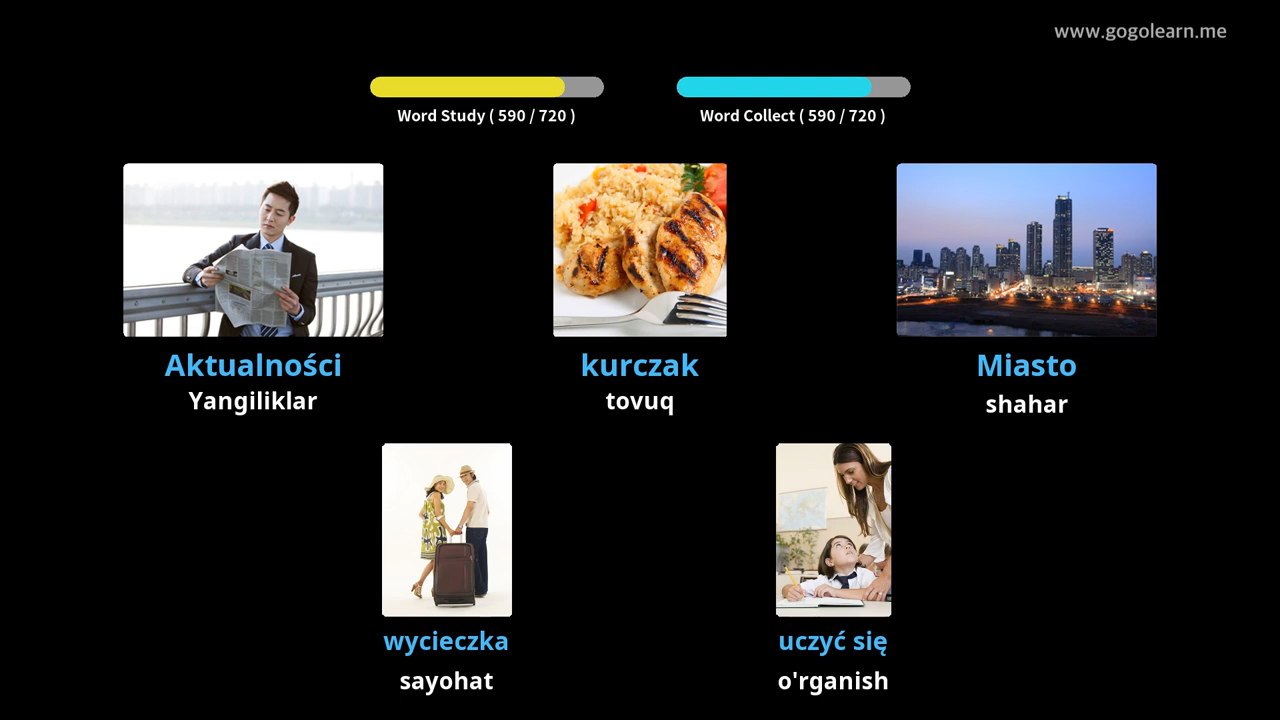 www.gogolearn.me
Word Study ( 590 / 720 )
Word Collect ( 590 / 720 )
Aktualności
Yangiliklar
kurczak
tovuq
Miasto
shahar
wycieczka
sayohat
uczyć się
o'rganish